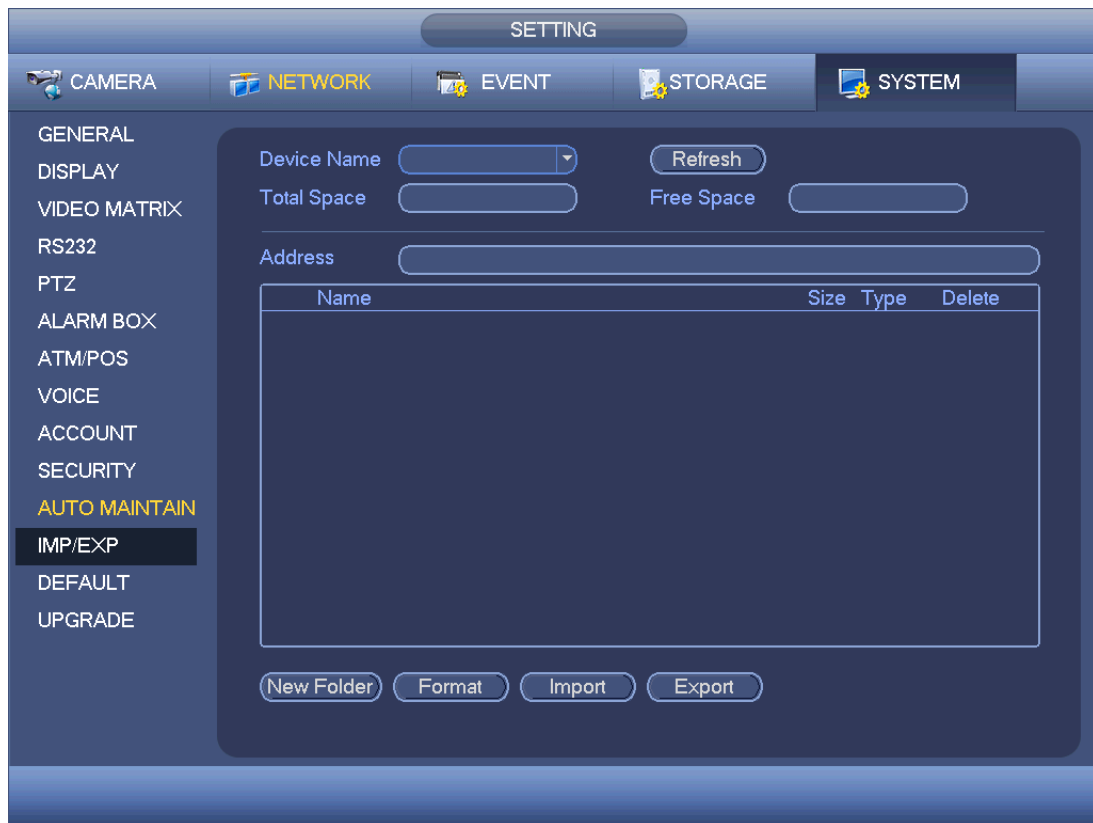 SETTING
CAMERA NETWORK EVENT STORAGE SYSTEM
GENERAL
DISPLAY
VIDEO MATRIX
RS232
PTZ
ALARM BOX
ATM/POS
VOICE
ACCOUNT
SECURITY
AUTO MAINTAIN
IMP/EXP
DEFAULT
UPGRADE
Device Name Refresh
Total Space Free Space
Address
Name Size Type Delete
New Folder Format Import Export